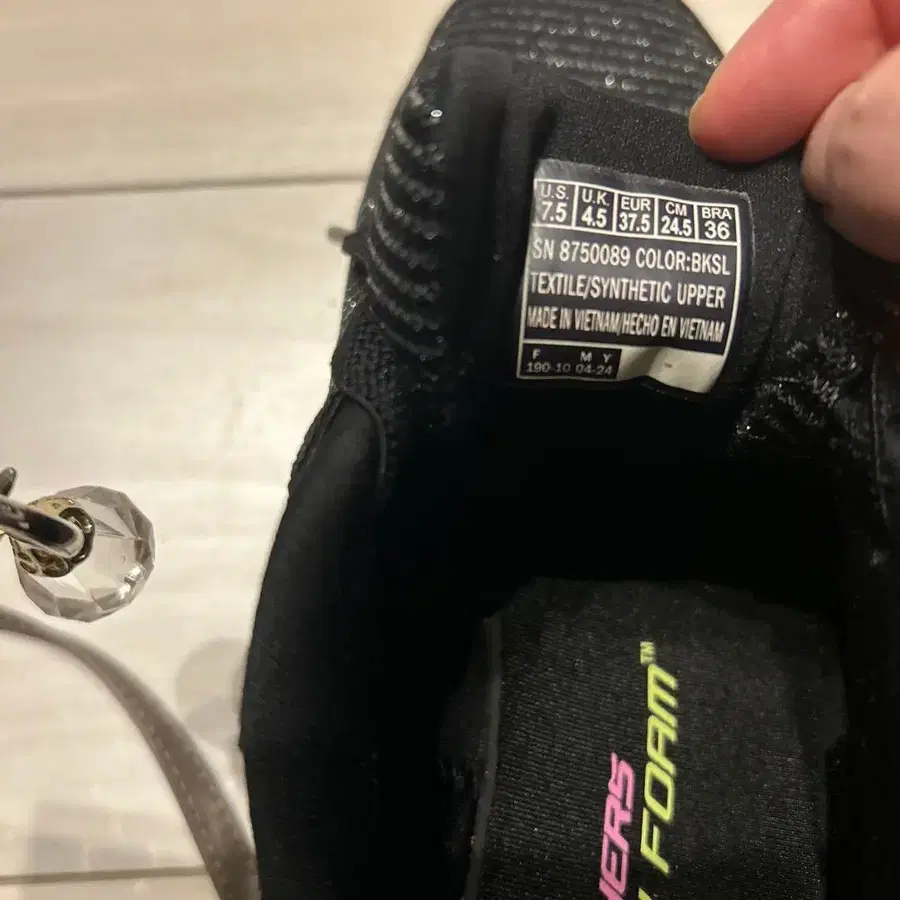 U.S. U.K. EUR CM BRA
7.5 4.5 37.5 24.5 36
SN 8750089 COLOR:BKSL
TEXTILE/SYNTHETIC UPPER
MADE IN VIETNAM/HECHO EN VIETNAM
F M Y
190-10 04-24
FOAM™